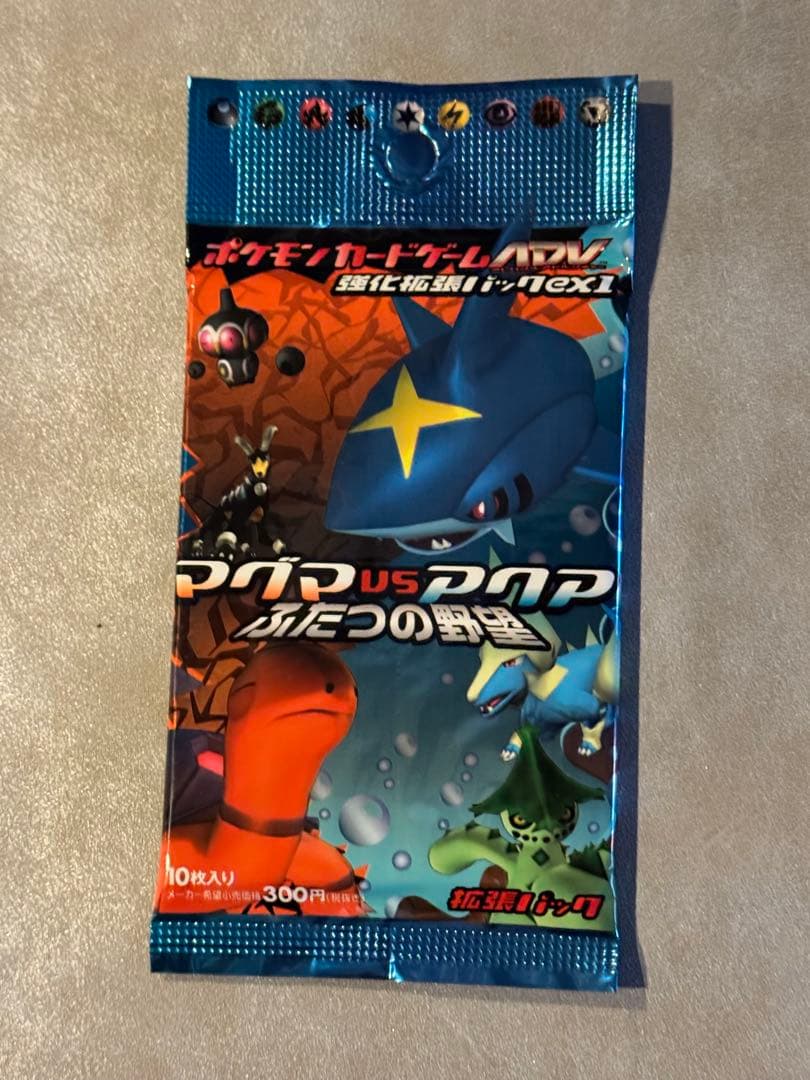 ポケモンカードゲームADV
強化拡張パックex1
マグマVSアクア
ふたつの野望
10枚入り
メーカー希望小売価格300円(税抜き)
拡張パック